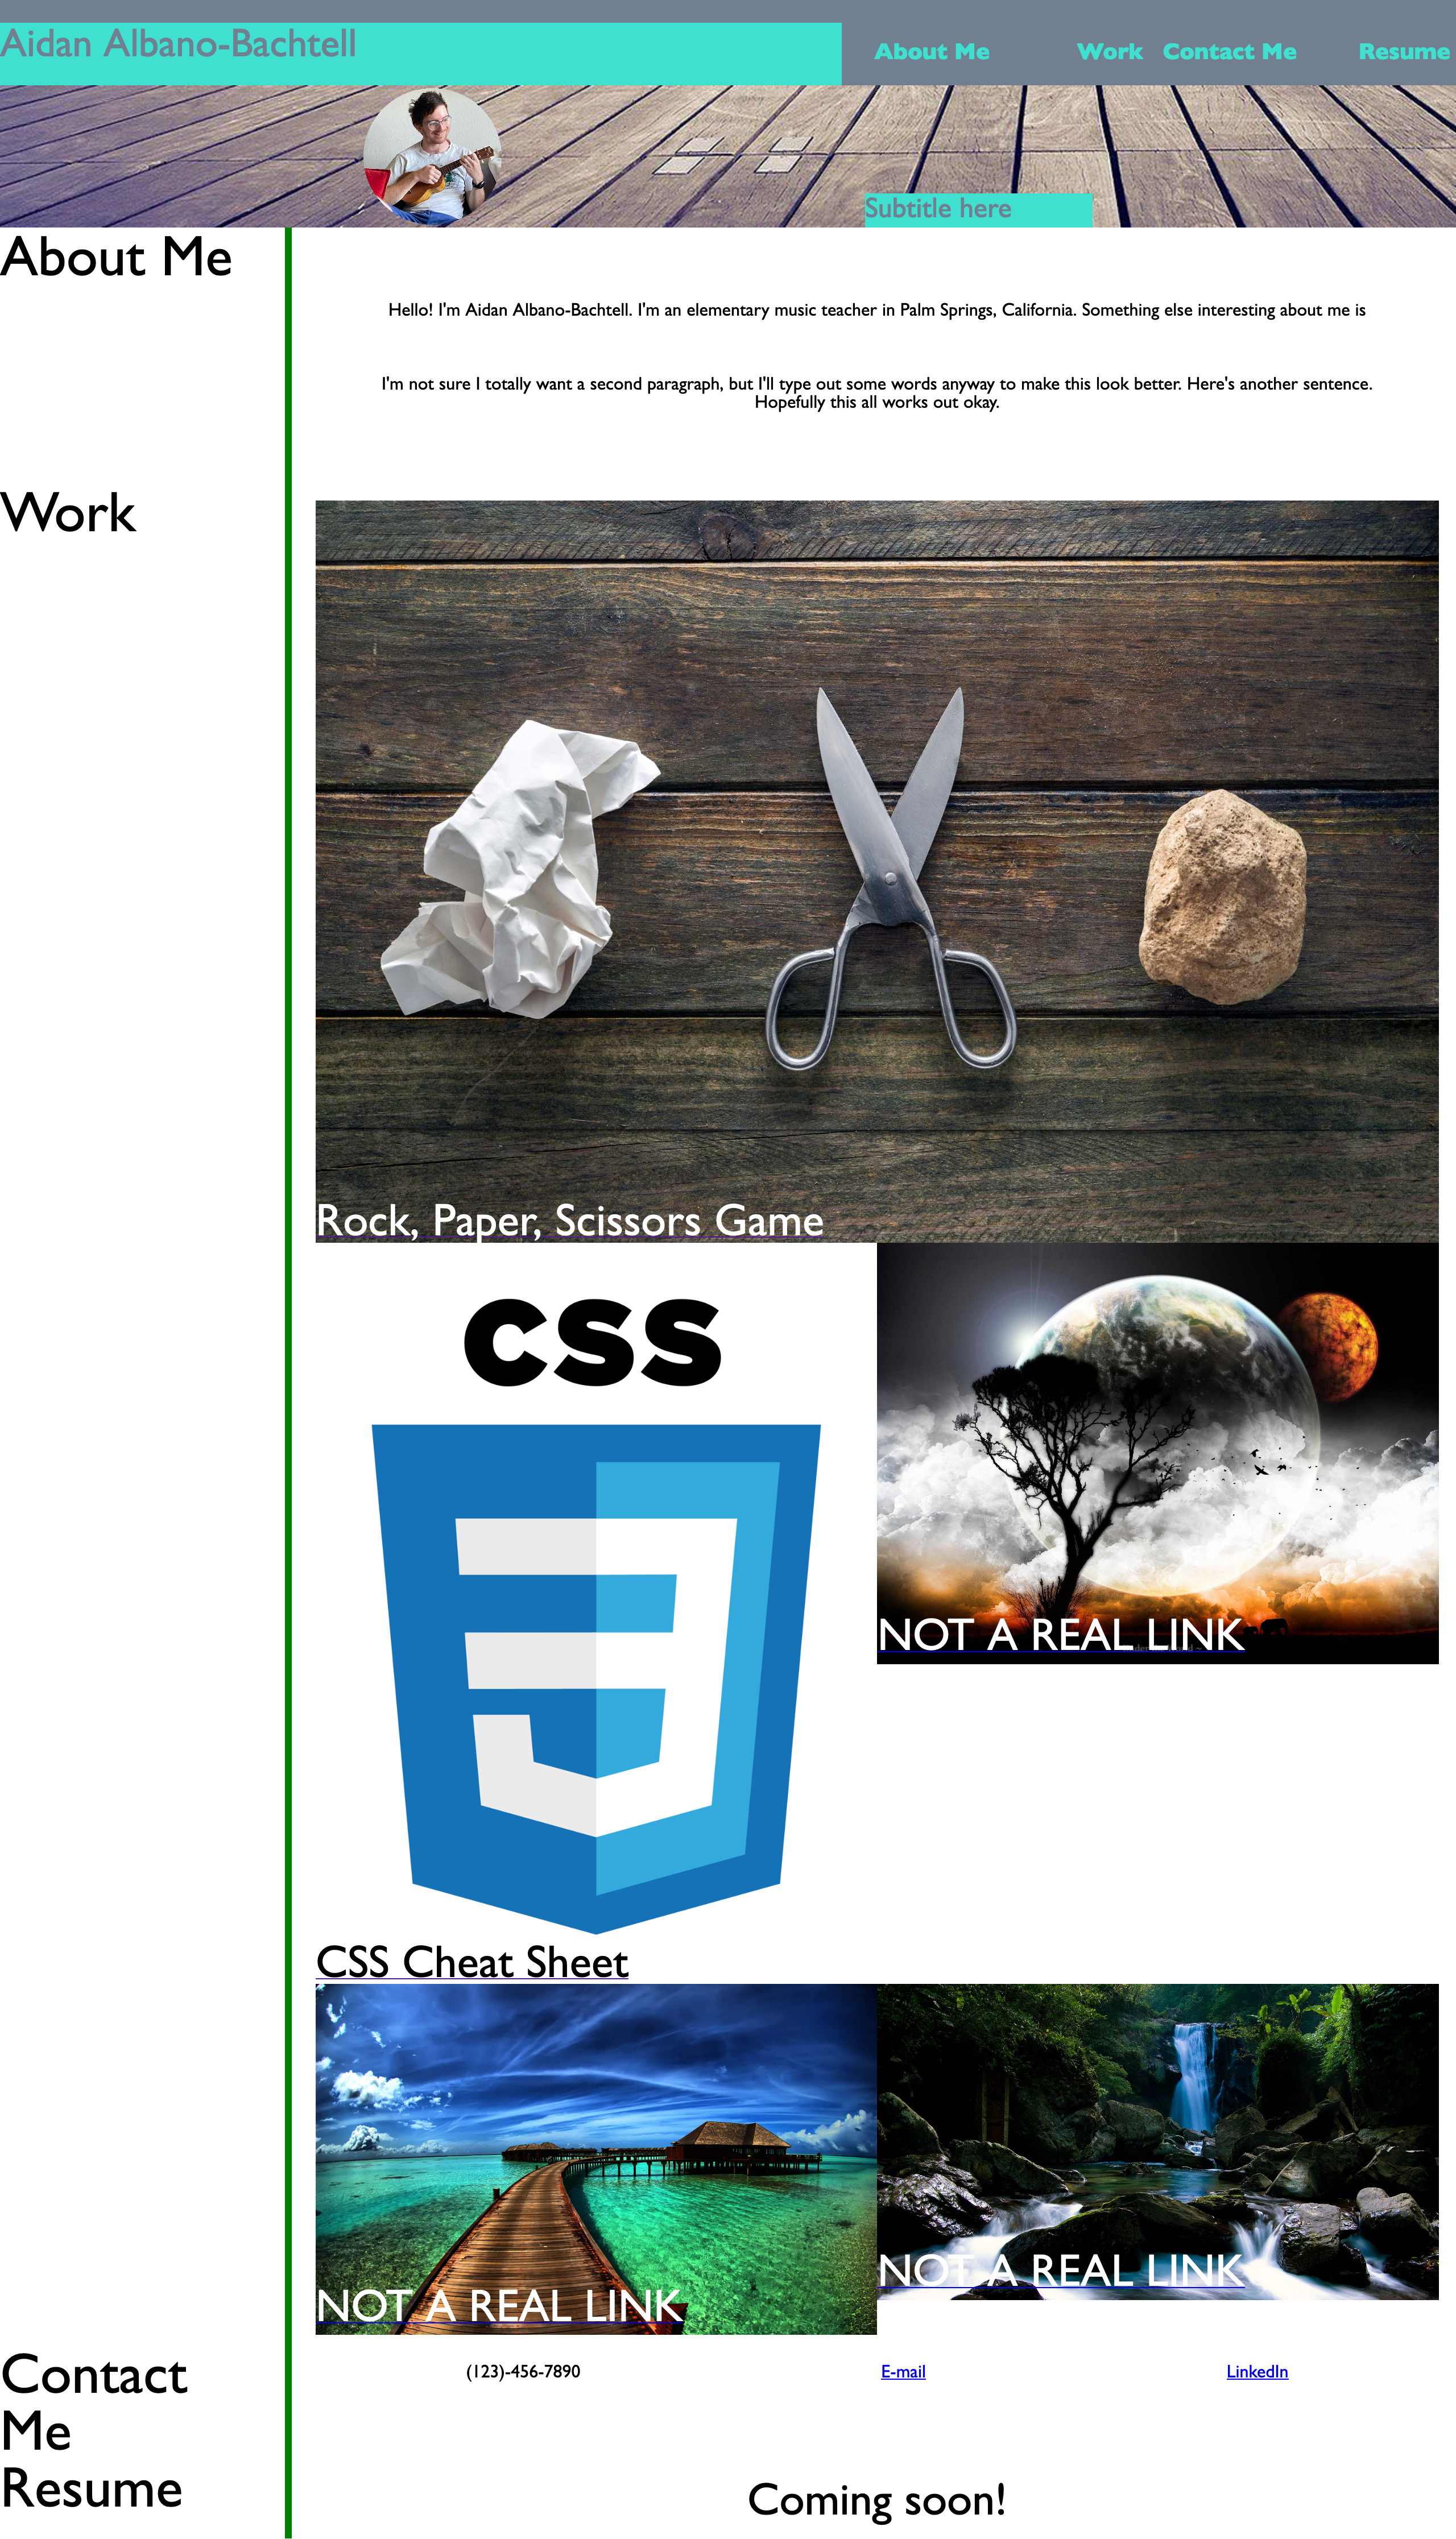 Aidan Albano-Bachtell
About Me Work Contact Me Resume
Subtitle here
About Me
Hello! I'm Aidan Albano-Bachtell. I'm an elementary music teacher in Palm Springs, California. Something else interesting about me is
I'm not sure I totally want a second paragraph, but I'll type out some words anyway to make this look better. Here's another sentence.
Hopefully this all works out okay.
Work
Rock, Paper, Scissors Game
CSS
NOT A REAL LINK
CSS Cheat Sheet
NOT A REAL LINK
NOT A REAL LINK
Contact
Me
(123)-456-7890 E-mail LinkedIn
Resume
Coming soon!